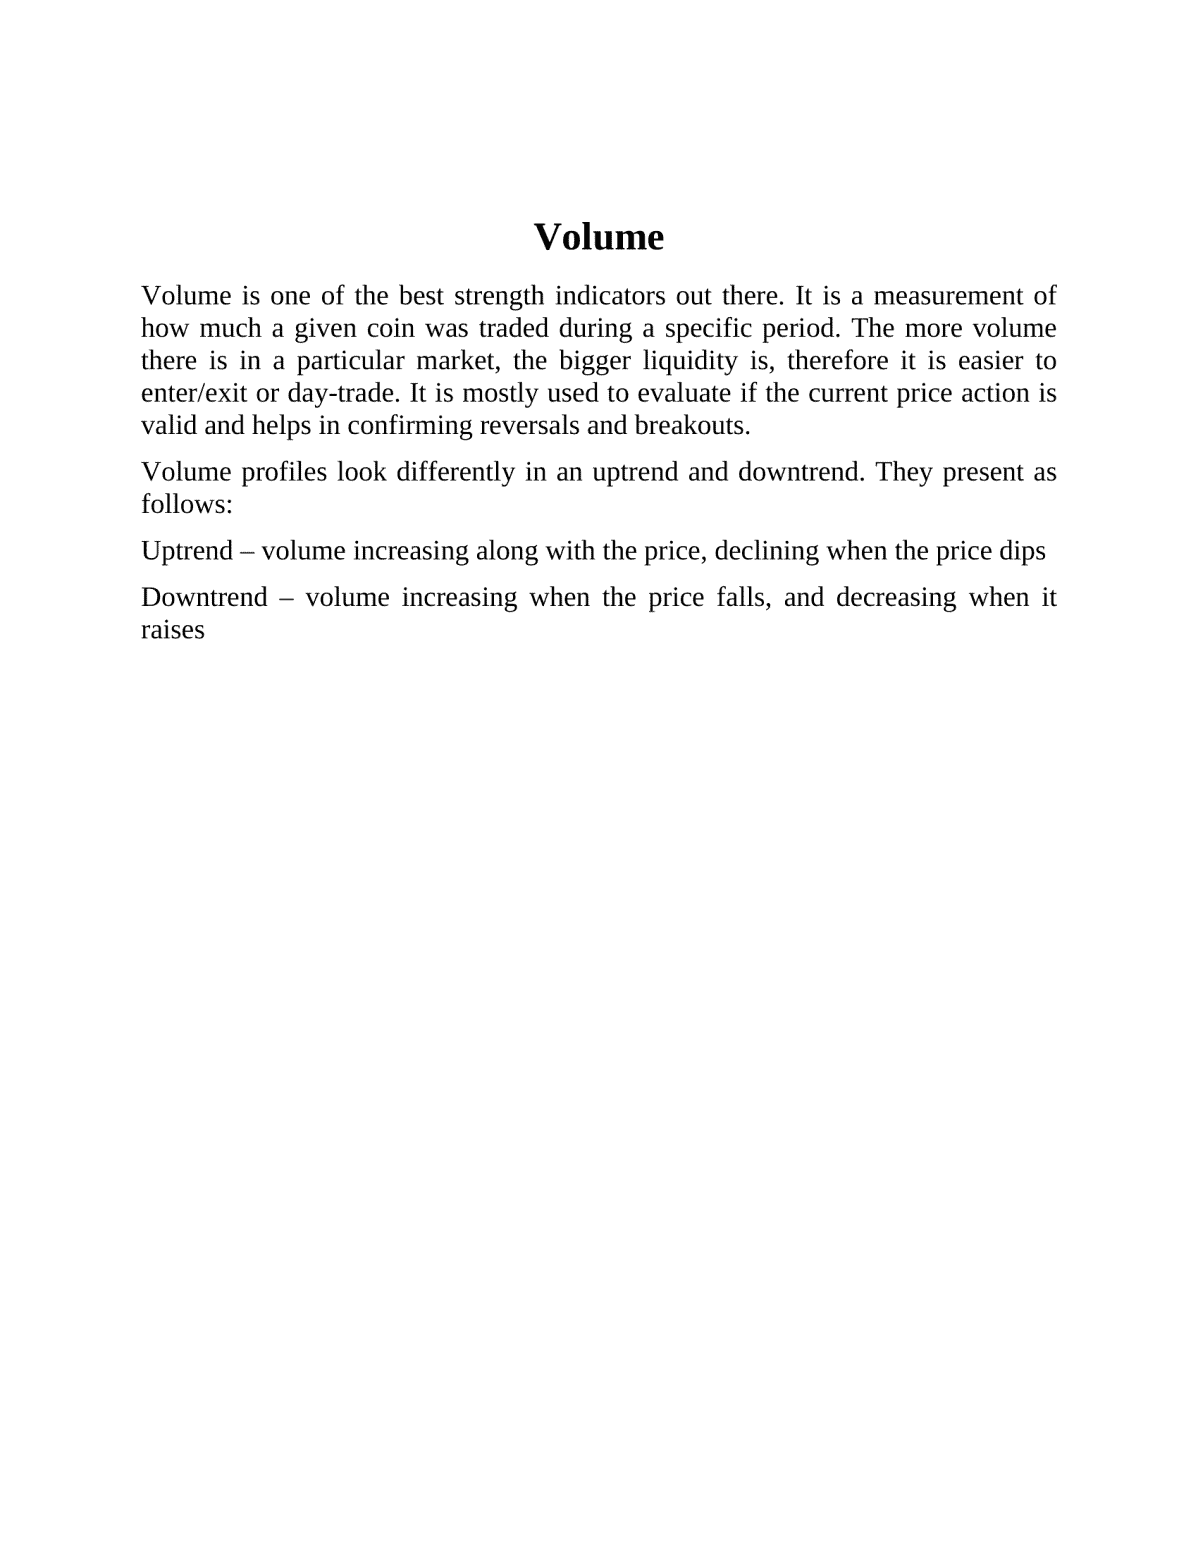 Volume
Volume is one of the best strength indicators out there. It is a measurement of
how much a given coin was traded during a specific period. The more volume
there is in a particular market, the bigger liquidity is, therefore it is easier to
enter/exit or day-trade. It is mostly used to evaluate if the current price action is
valid and helps in confirming reversals and breakouts.
Volume profiles look differently in an uptrend and downtrend. They present as
follows:
Uptrend – volume increasing along with the price, declining when the price dips
Downtrend – volume increasing when the price falls, and decreasing when it
raises